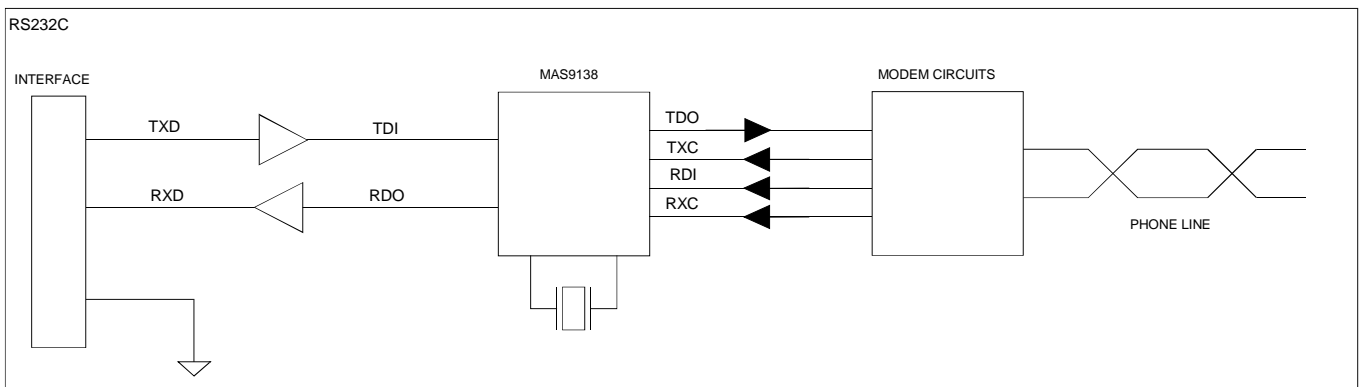 RS232C
INTERFACE
MAS9138
MODEM CIRCUITS
TXD
TDI
TDO
TXC
RDI
RXD
RDO
RXC
PHONE LINE